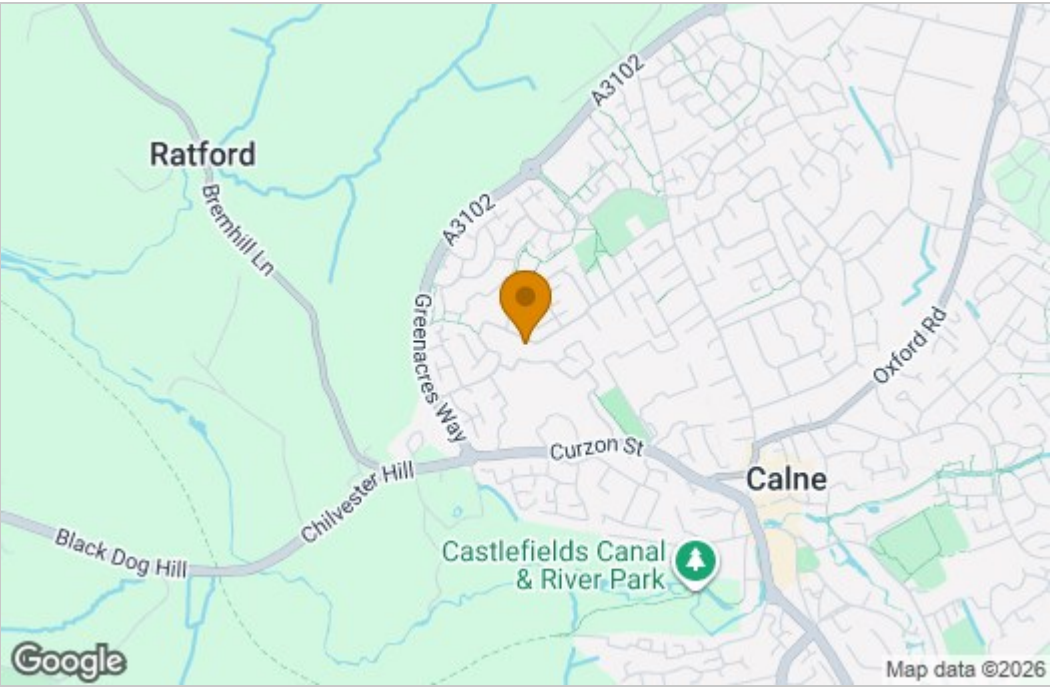 A3102
Ratford
A3102
Bremhill Ln
Greenacres Way
Oxford Rd
Curzon St
Calne
Chilvester Hill
Black Dog Hill
Castlefields Canal
& River Park
Google
Map data ©2026